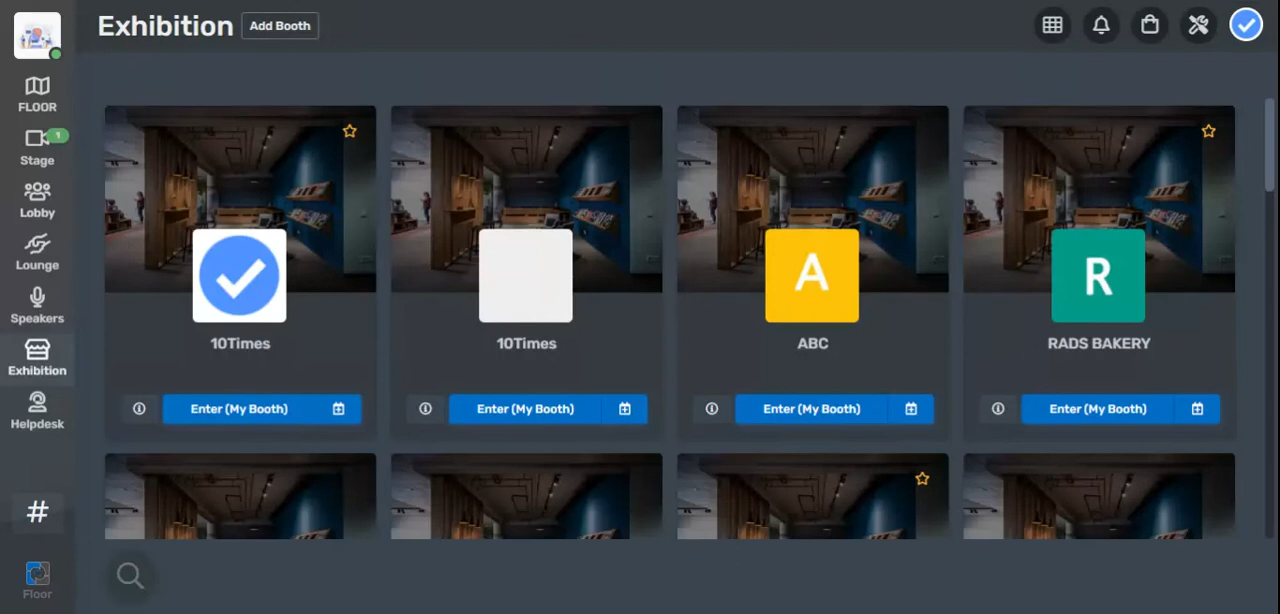 Exhibition
Add Booth
FLOOR
1
Stage
Lobby
Lounge
Speakers
Exhibition
Helpdesk
#
Floor
10Times
Enter (My Booth)
10Times
Enter (My Booth)
A
ABC
Enter (My Booth)
R
RADS BAKERY
Enter (My Booth)